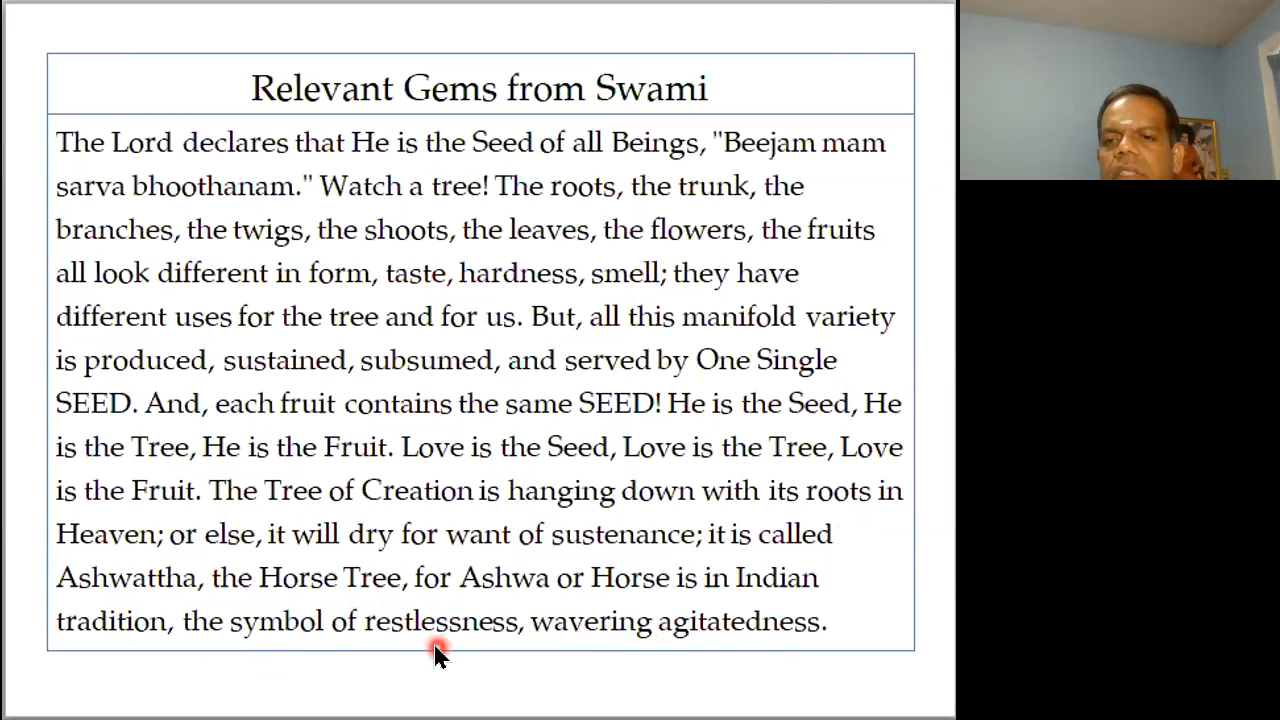 Relevant Gems from Swami
The Lord declares that He is the Seed of all Beings, "Beejam mam
sarva bhoothanam." Watch a tree! The roots, the trunk, the
branches, the twigs, the shoots, the leaves, the flowers, the fruits
all look different in form, taste, hardness, smell; they have
different uses for the tree and for us. But, all this manifold variety
is produced, sustained, subsumed, and served by One Single
SEED. And, each fruit contains the same SEED! He is the Seed, He
is the Tree, He is the Fruit. Love is the Seed, Love is the Tree, Love
is the Fruit. The Tree of Creation is hanging down with its roots in
Heaven; or else, it will dry for want of sustenance; it is called
Ashwattha, the Horse Tree, for Ashwa or Horse is in Indian
tradition, the symbol of restlessness, wavering agitatedness.